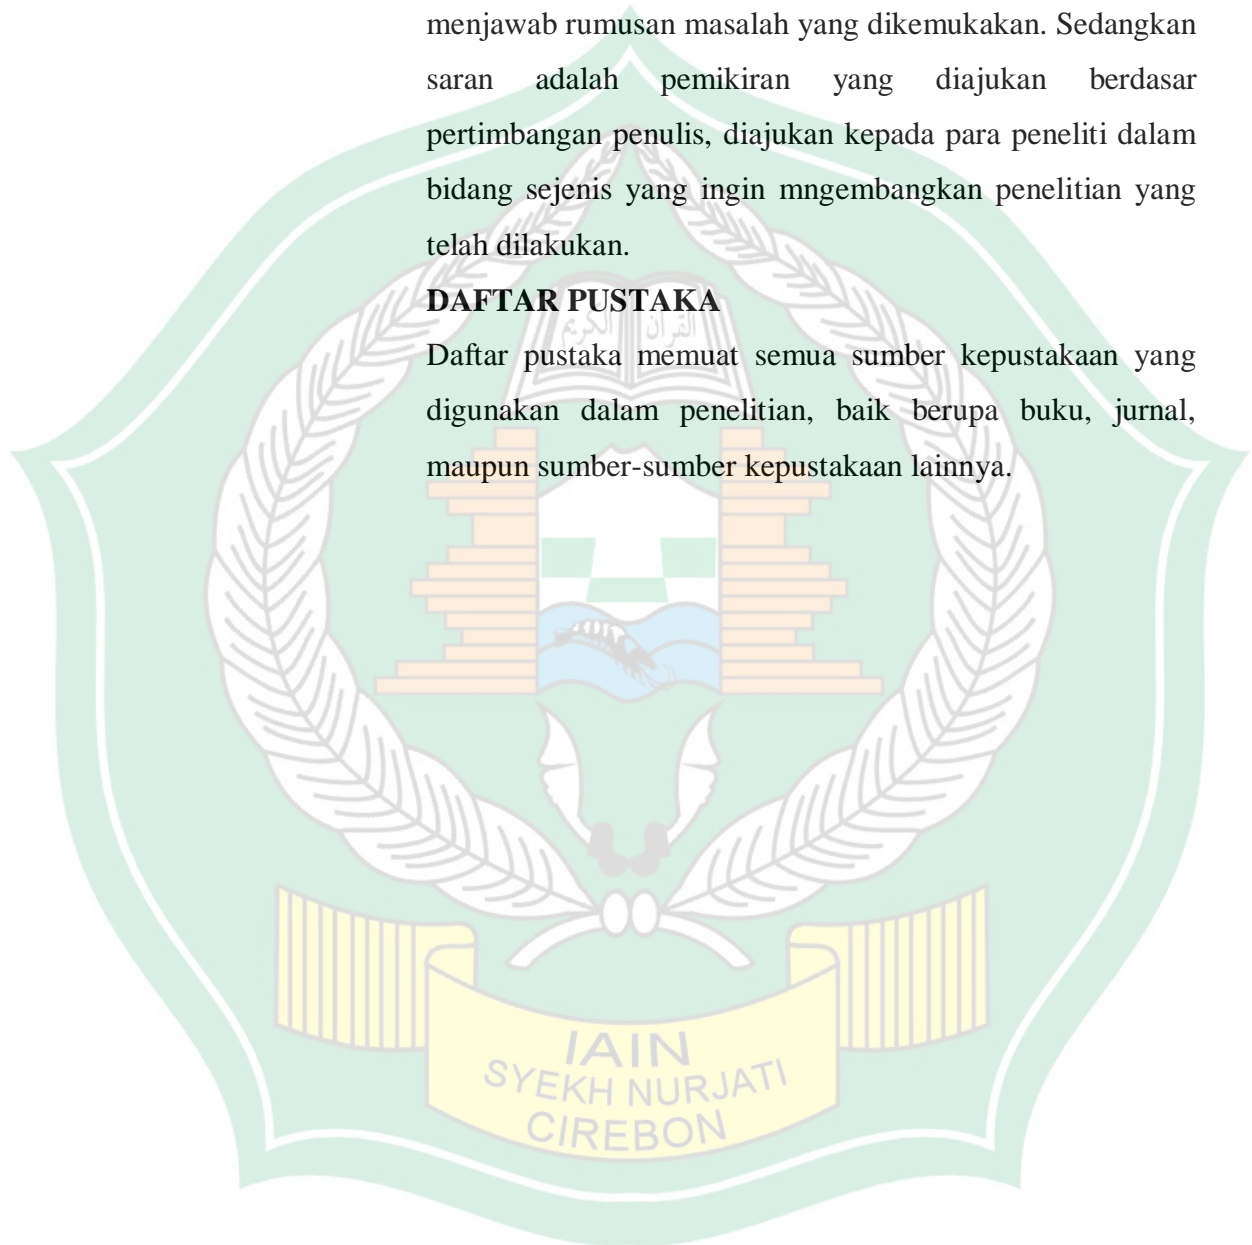 menjawab rumusan masalah yang dikemukakan. Sedangkan
saran adalah pemikiran yang diajukan berdasar
pertimbangan penulis, diajukan kepada para peneliti dalam
bidang sejenis yang ingin mngembangkan penelitian yang
telah dilakukan.
DAFTAR PUSTAKA
القرآن الكريم
Daftar pustaka memuat semua sumber kepustakaan yang
digunakan dalam penelitian, baik berupa buku, jurnal,
maupun sumber-sumber kepustakaan lainnya.
IAIN
SYEKH NURJATI
CIREBON